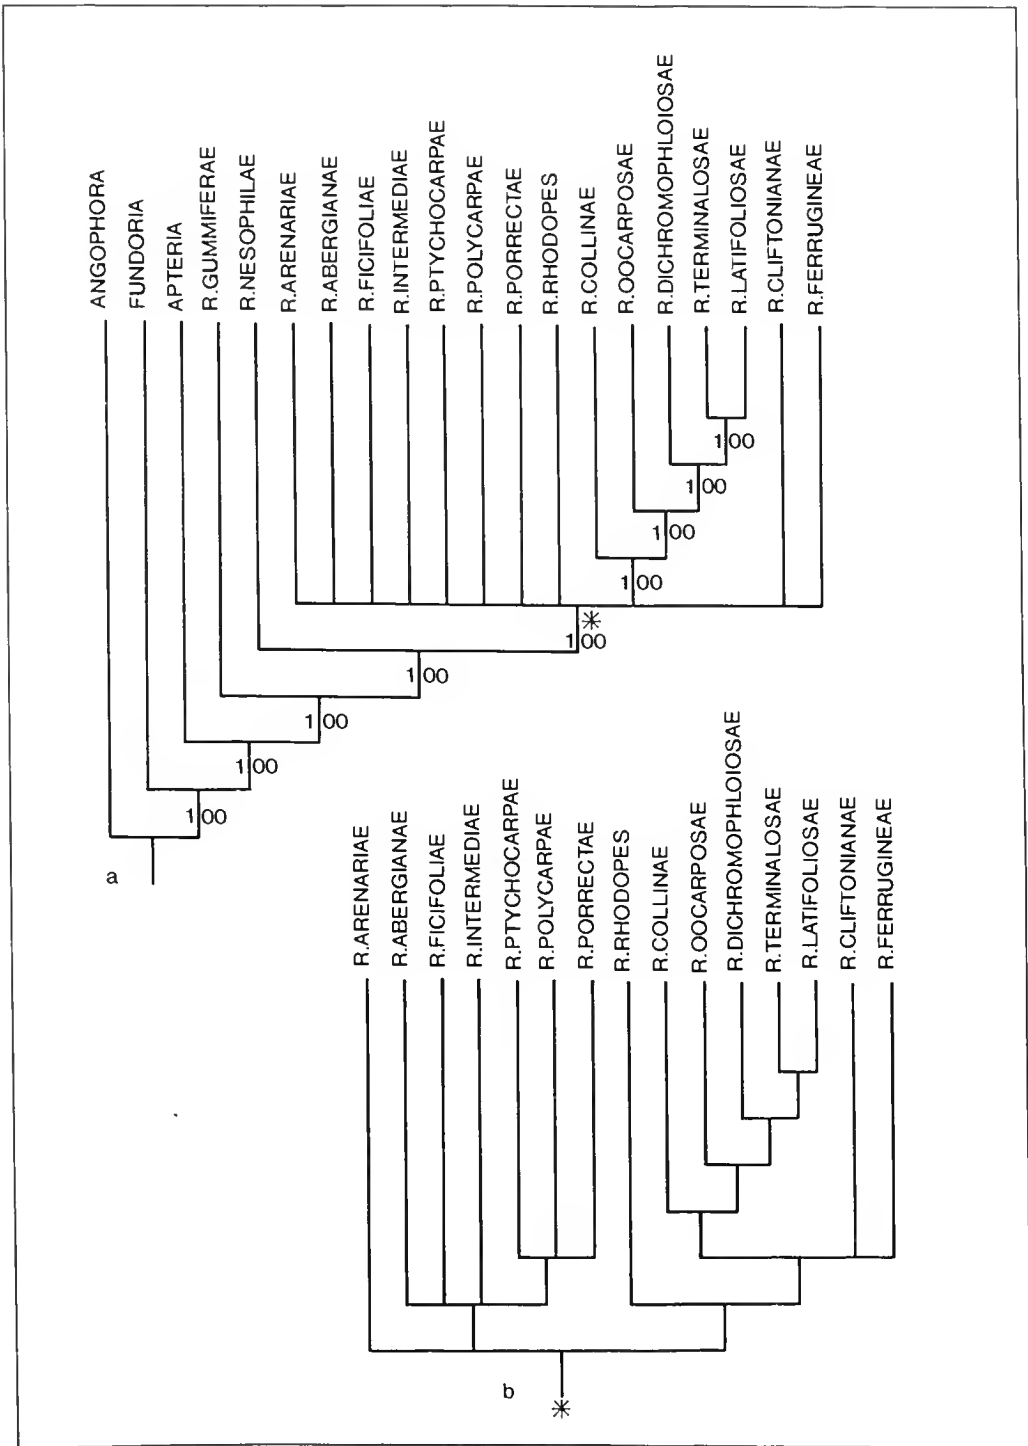 ANGOPHORA
FUNDORIA
APTERIA
R.GUMMIFERAE
R.NESOPHILAE
R.ARENARIAE
R.ABERGIANAE
R.FICIFOLIAE
R.INTERMEDIAE
R.PTYCHOCARPAE
R.POLYCARPAE
R.PORRECTAE
R.RHODOPES
R.COLLINAE
R.OOCARPOSAE
R.DICHROMOPHLOIOSAE
R.TERMINALOSAE
R.LATIFOLIOSAE
R.CLIFTONIANAE
R.FERRUGINEAE
100
100
100
100
*
100
100
100
100
100
a
R.ARENARIAE
R.ABERGIANAE
R.FICIFOLIAE
R.INTERMEDIAE
R.PTYCHOCARPAE
R.POLYCARPAE
R.PORRECTAE
R.RHODOPES
R.COLLINAE
R.OOCARPOSAE
R.DICHROMOPHLOIOSAE
R.TERMINALOSAE
R.LATIFOLIOSAE
R.CLIFTONIANAE
R.FERRUGINEAE
b
*